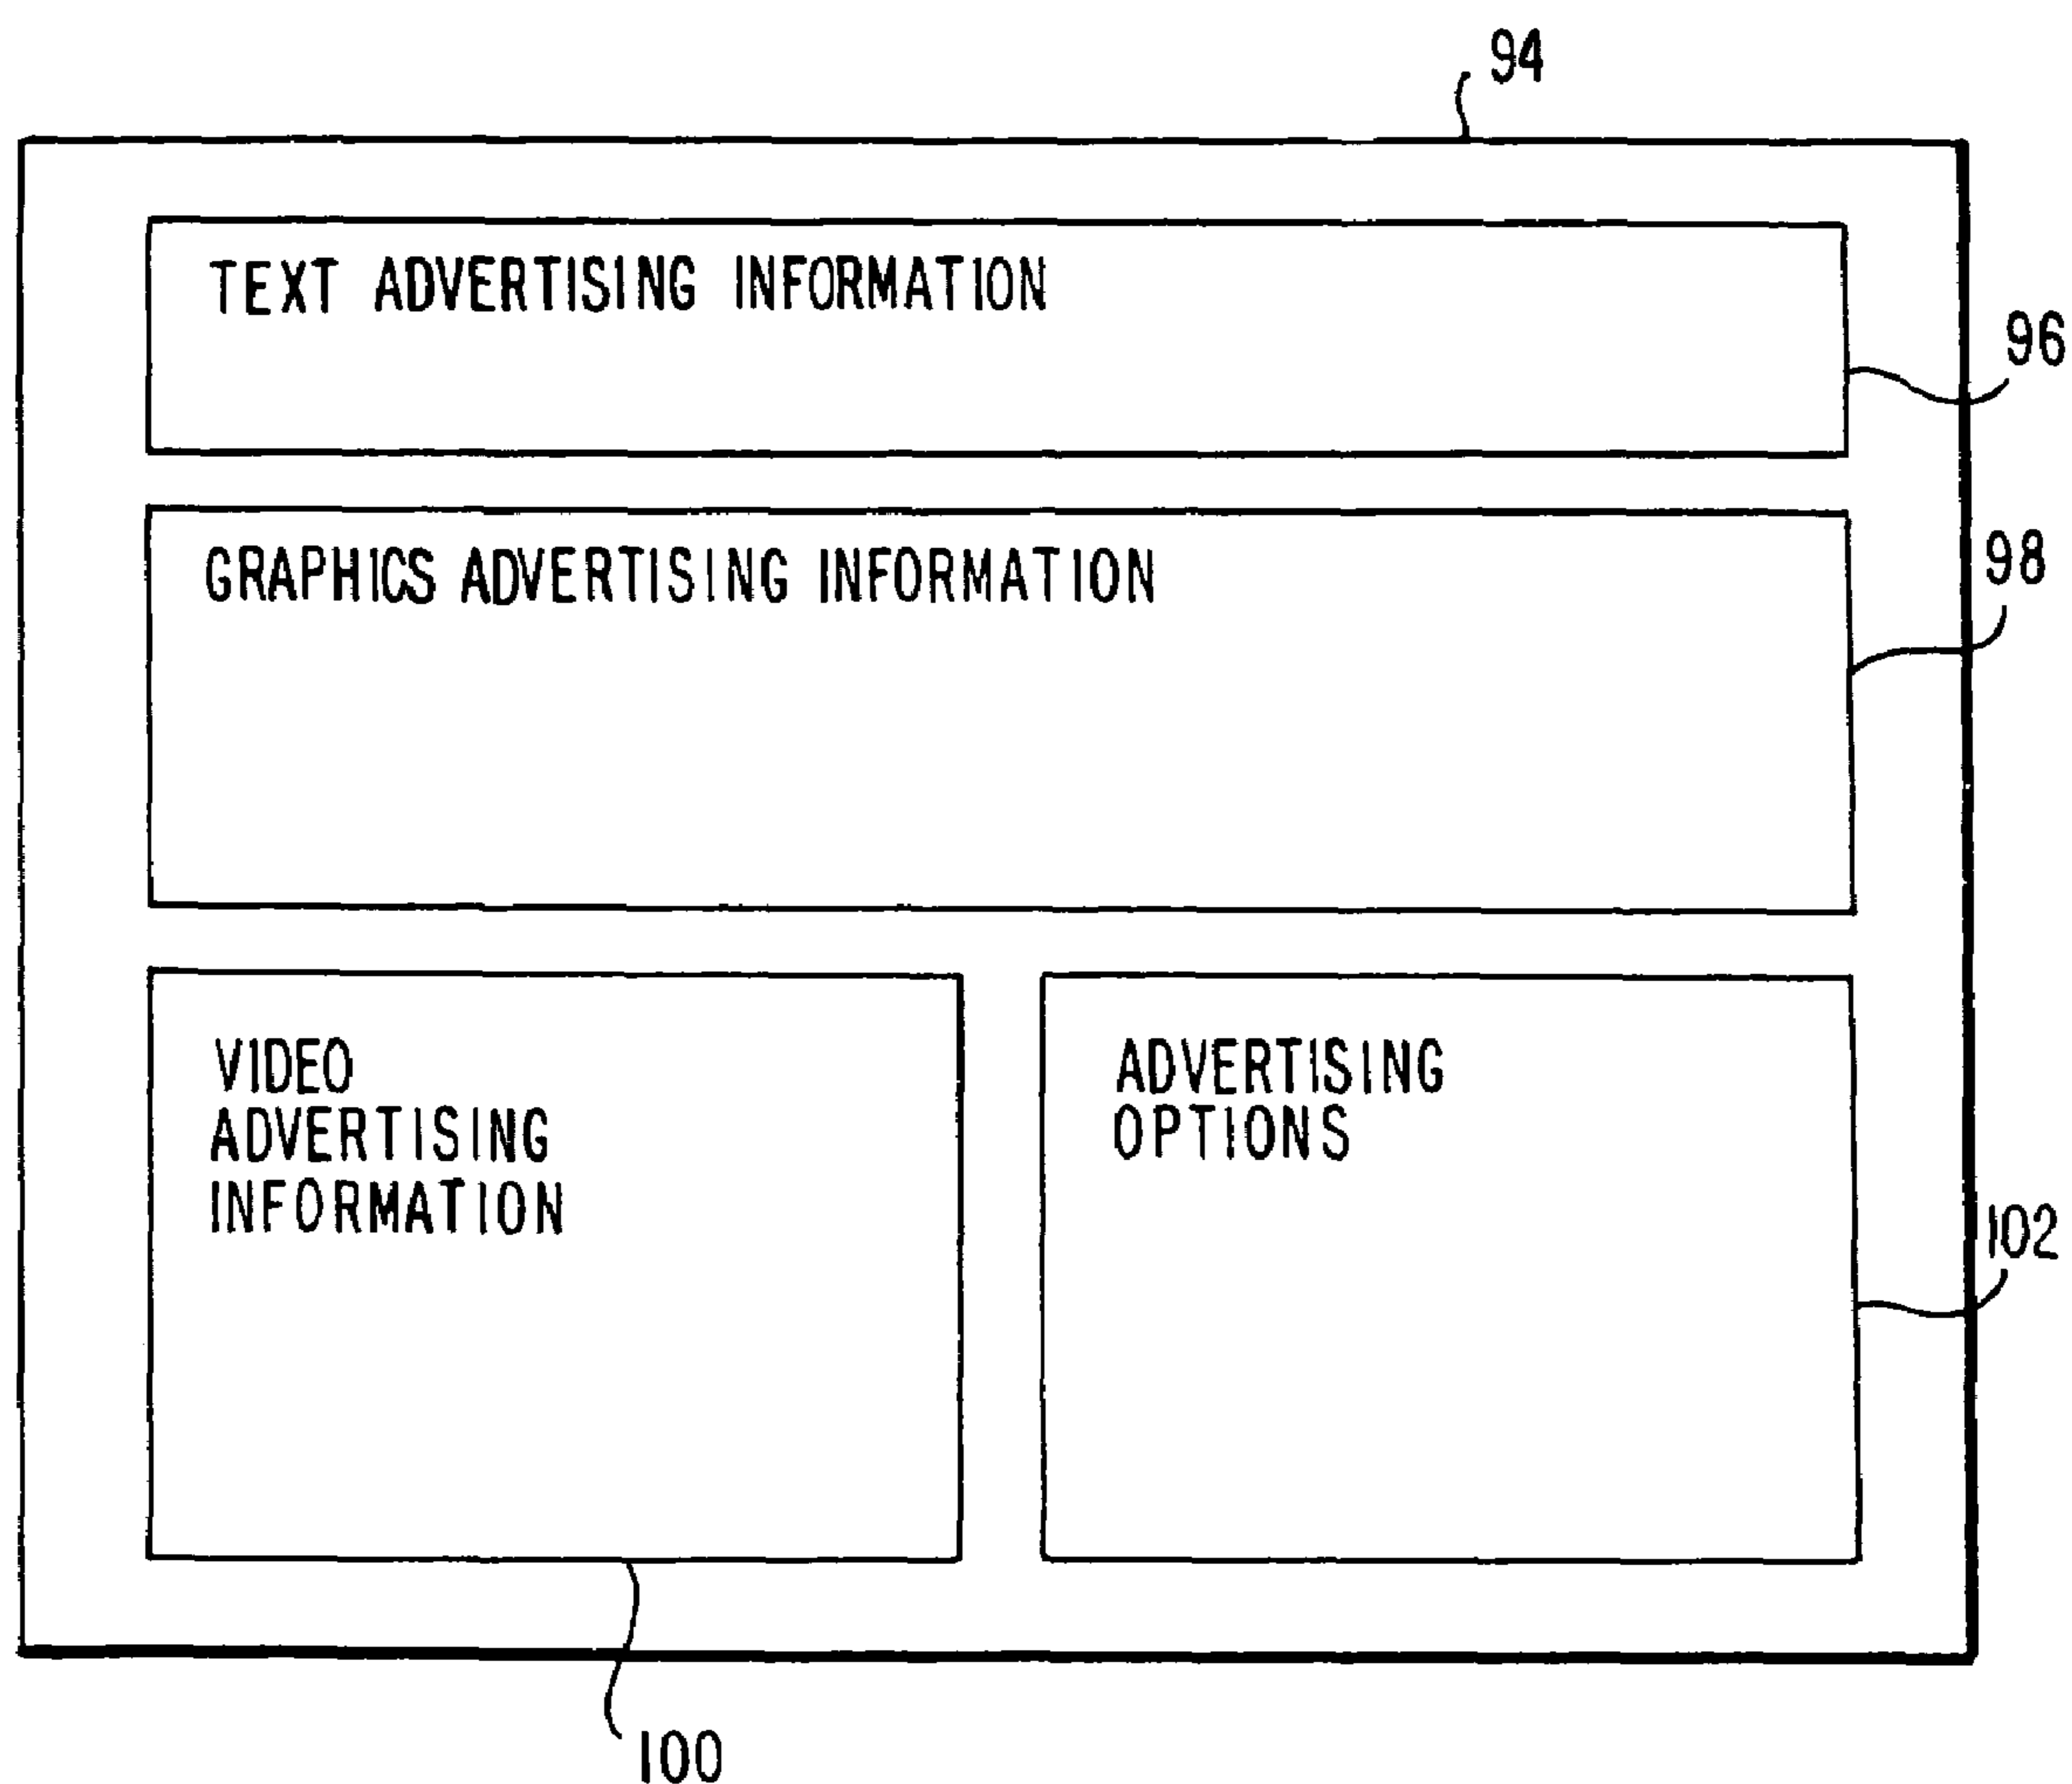 94
TEXT ADVERTISING INFORMATION
96
GRAPHICS ADVERTISING INFORMATION
98
VIDEO
ADVERTISING
INFORMATION
ADVERTISING
OPTIONS
102
100